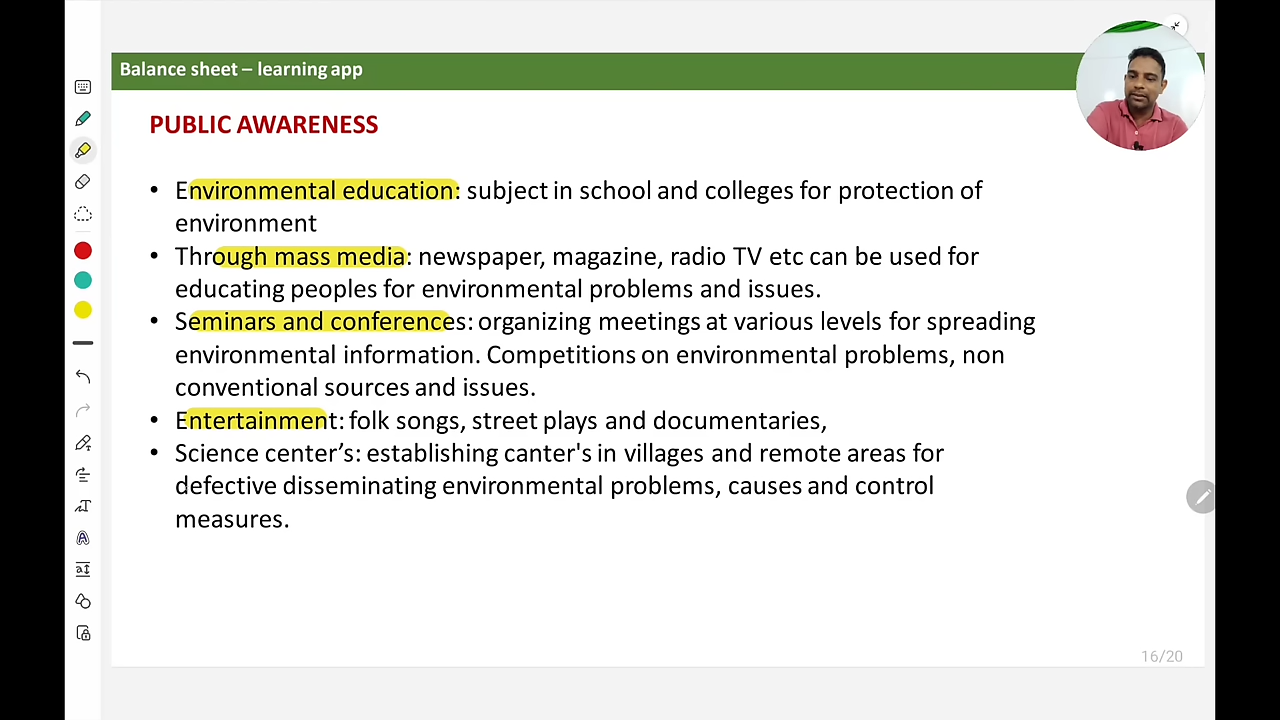 Balance sheet – learning app
PUBLIC AWARENESS
• Environmental education: subject in school and colleges for protection of
environment
• Through mass media: newspaper, magazine, radio TV etc can be used for
educating peoples for environmental problems and issues.
• Seminars and conferences: organizing meetings at various levels for spreading
environmental information. Competitions on environmental problems, non
conventional sources and issues.
• Entertainment: folk songs, street plays and documentaries,
• Science center’s: establishing canter's in villages and remote areas for
defective disseminating environmental problems, causes and control
measures.
16/20